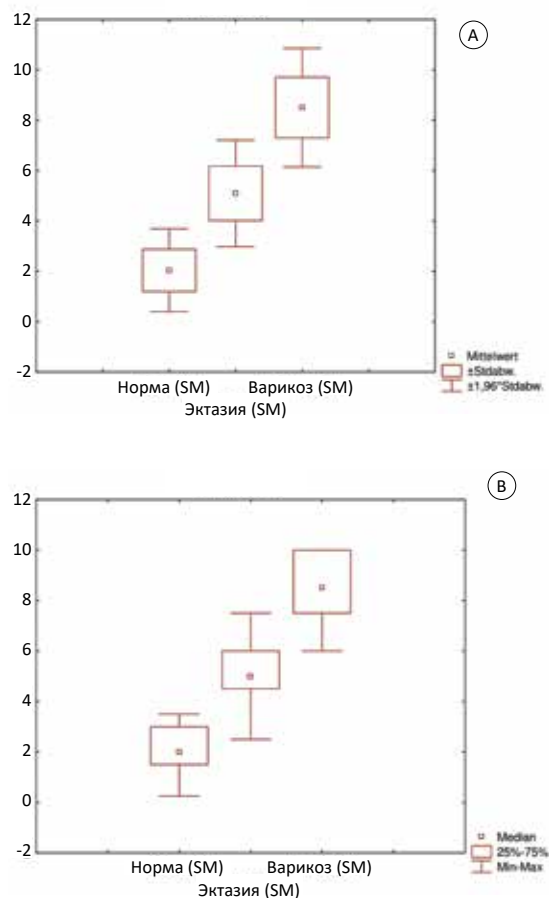 A
12
10
8
6
4
2
0
-2
Норма (SM) Варикоз (SM)
Эктазия (SM)
Mittelwert
±Stdabw.
±1,96*Stdabw.
B
12
10
8
6
4
2
0
-2
Норма (SM) Варикоз (SM)
Эктазия (SM)
Median
25%-75%
Min-Max